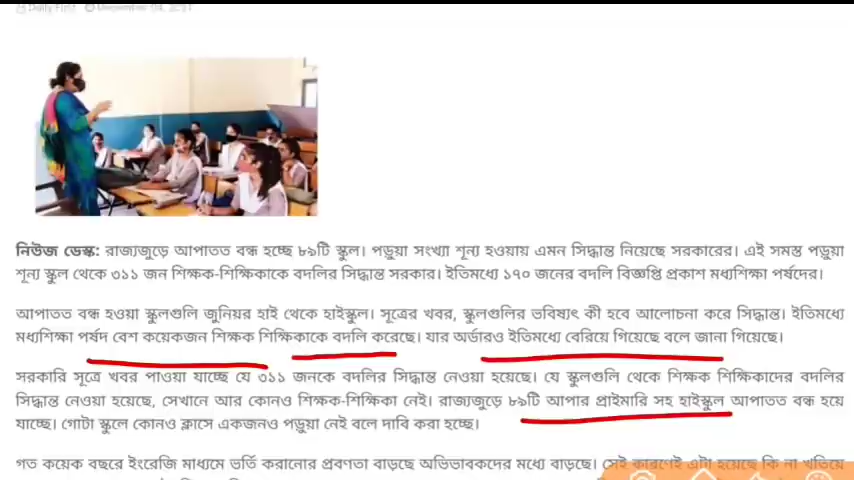 নিউজ ডেস্ক: রাজ্যজুড়ে আপাতত বন্ধ হচ্ছে ৮৯টি স্কুল। পড়ুয়া সংখ্যা শূন্য হওয়ায় এমন সিদ্ধান্ত নিয়েছে সরকারের। এই সমস্ত পড়ুয়া
শূন্য স্কুল থেকে ৩১১ জন শিক্ষক-শিক্ষিকাকে বদলির সিদ্ধান্ত সরকার। ইতিমধ্যে ১৭০ জনের বদলি বিজ্ঞপ্তি প্রকাশ মধ্যশিক্ষা পর্ষদের।
আপাতত বন্ধ হওয়া স্কুলগুলি জুনিয়র হাই থেকে হাইস্কুল। সূত্রের খবর, স্কুলগুলির ভবিষ্যৎ কী হবে আলোচনা করে সিদ্ধান্ত। ইতিমধ্যে
মধ্যশিক্ষা পর্ষদ বেশ কয়েকজন শিক্ষক শিক্ষিকাকে বদলি করেছে। যার অর্ডারও ইতিমধ্যে বেরিয়ে গিয়েছে বলে জানা গিয়েছে।
সরকারি সূত্রে খবর পাওয়া যাচ্ছে যে ৩১১ জনকে বদলির সিদ্ধান্ত নেওয়া হয়েছে। যে স্কুলগুলি থেকে শিক্ষক শিক্ষিকাদের বদলির
সিদ্ধান্ত নেওয়া হয়েছে, সেখানে আর কোনও শিক্ষক-শিক্ষিকা নেই। রাজ্যজুড়ে ৮৯টি আপার প্রাইমারি সহ হাইস্কুল আপাতত বন্ধ হয়ে
যাচ্ছে। গোটা স্কুলে কোনও ক্লাসে একজনও পড়ুয়া নেই বলে দাবি করা হচ্ছে।
গত কয়েক বছরে ইংরেজি মাধ্যমে ভর্তি করানোর প্রবণতা বাড়ছে অভিভাবকদের মধ্যে বাড়ছে। সেই কারণেই এটা হয়েছে কি না খতিয়ে